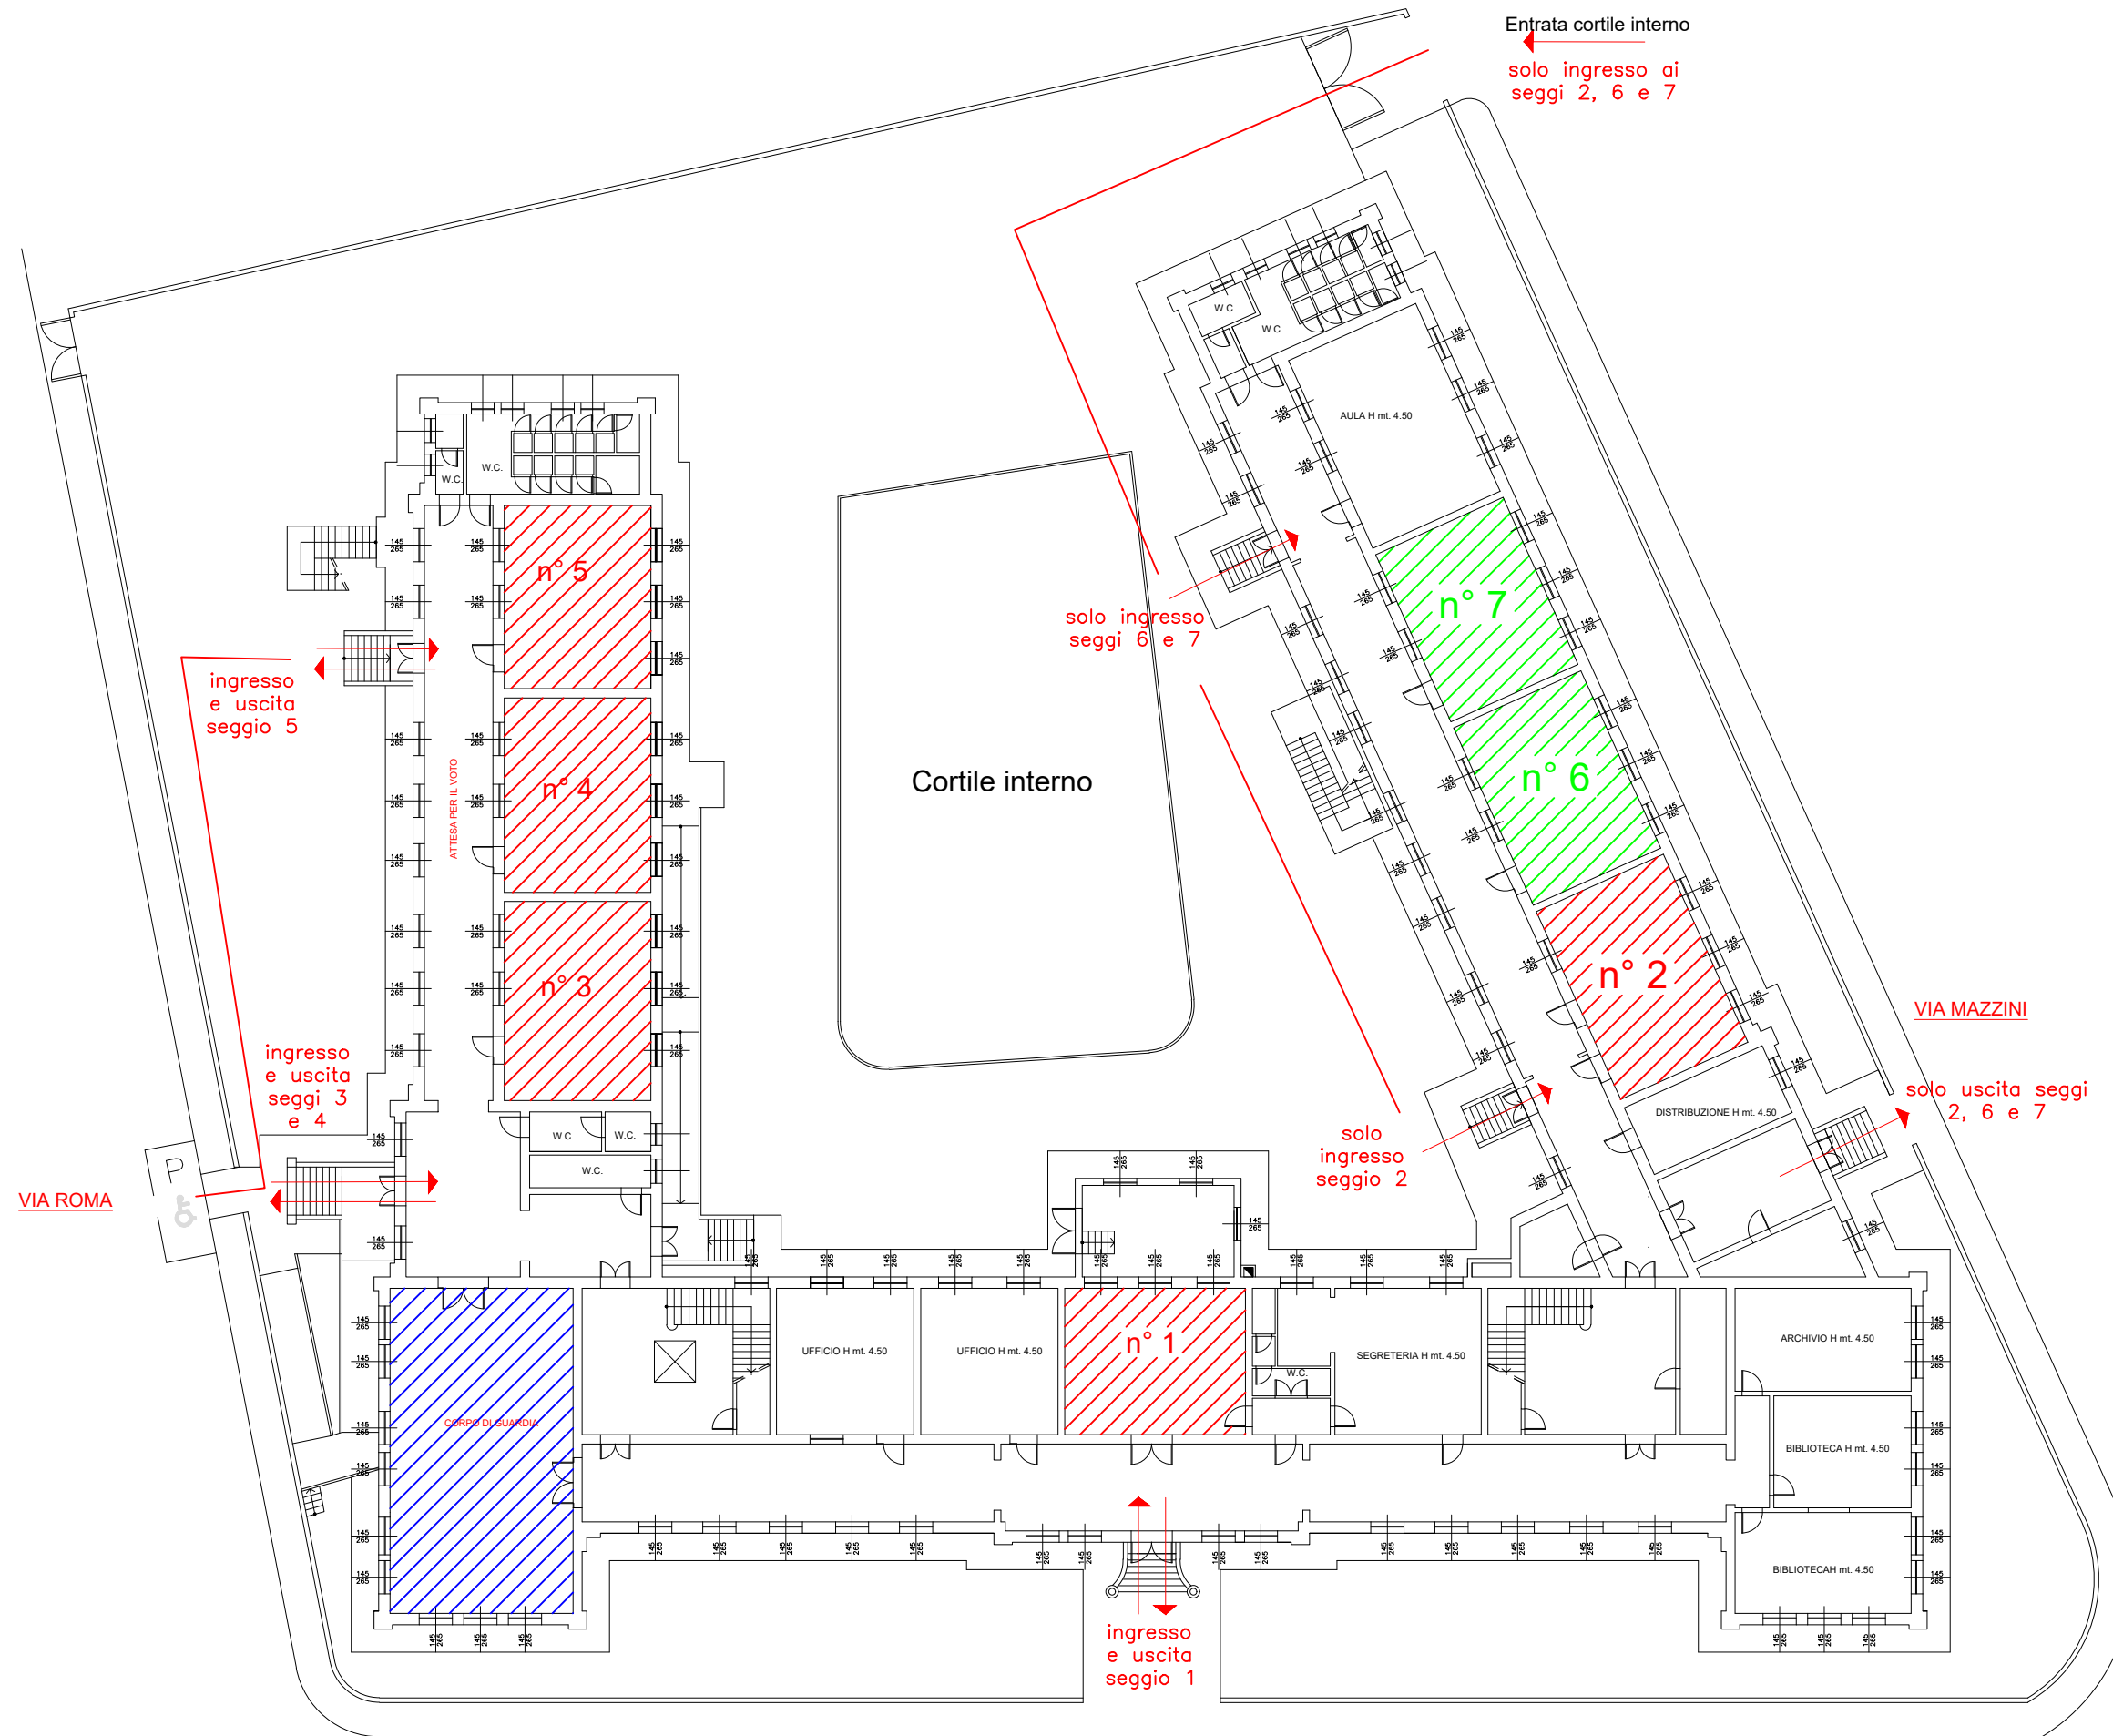 Entrata cortile interno
solo ingresso ai
seggi 2, 6 e 7
W.C.
W.C.
AULA H mt. 4.50
W.C.
W.C.
n° 5
n° 7
solo ingresso
seggi 6 e 7
ingresso
e uscita
seggio 5
ATTESA PER IL VOTO
n° 4
Cortile interno
n° 6
n° 3
n° 2
VIA MAZZINI
ingresso
e uscita
seggi 3
e 4
solo uscita seggi
2, 6 e 7
DISTRIBUZIONE H mt. 4.50
W.C.
W.C.
W.C.
solo
ingresso
seggio 2
P
VIA ROMA
n° 1
UFFICIO H mt. 4.50
UFFICIO H mt. 4.50
SEGRETERIA H mt. 4.50
W.C.
ARCHIVIO H mt. 4.50
CORPO DI GUARDIA
BIBLIOTECA H mt. 4.50
BIBLIOTECAH mt. 4.50
145
265
ingresso
e uscita
seggio 1